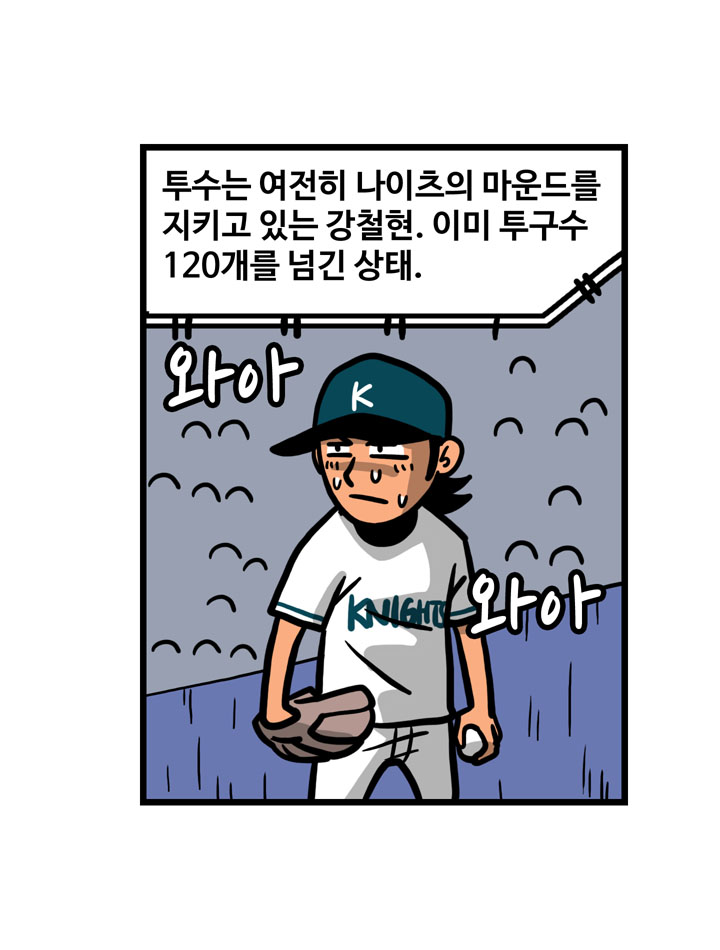 투수는 여전히 나이츠의 마운드를
지키고 있는 강철현. 이미 투구수
120개를 넘긴 상태.
와아
K
KNIGHTS
와아